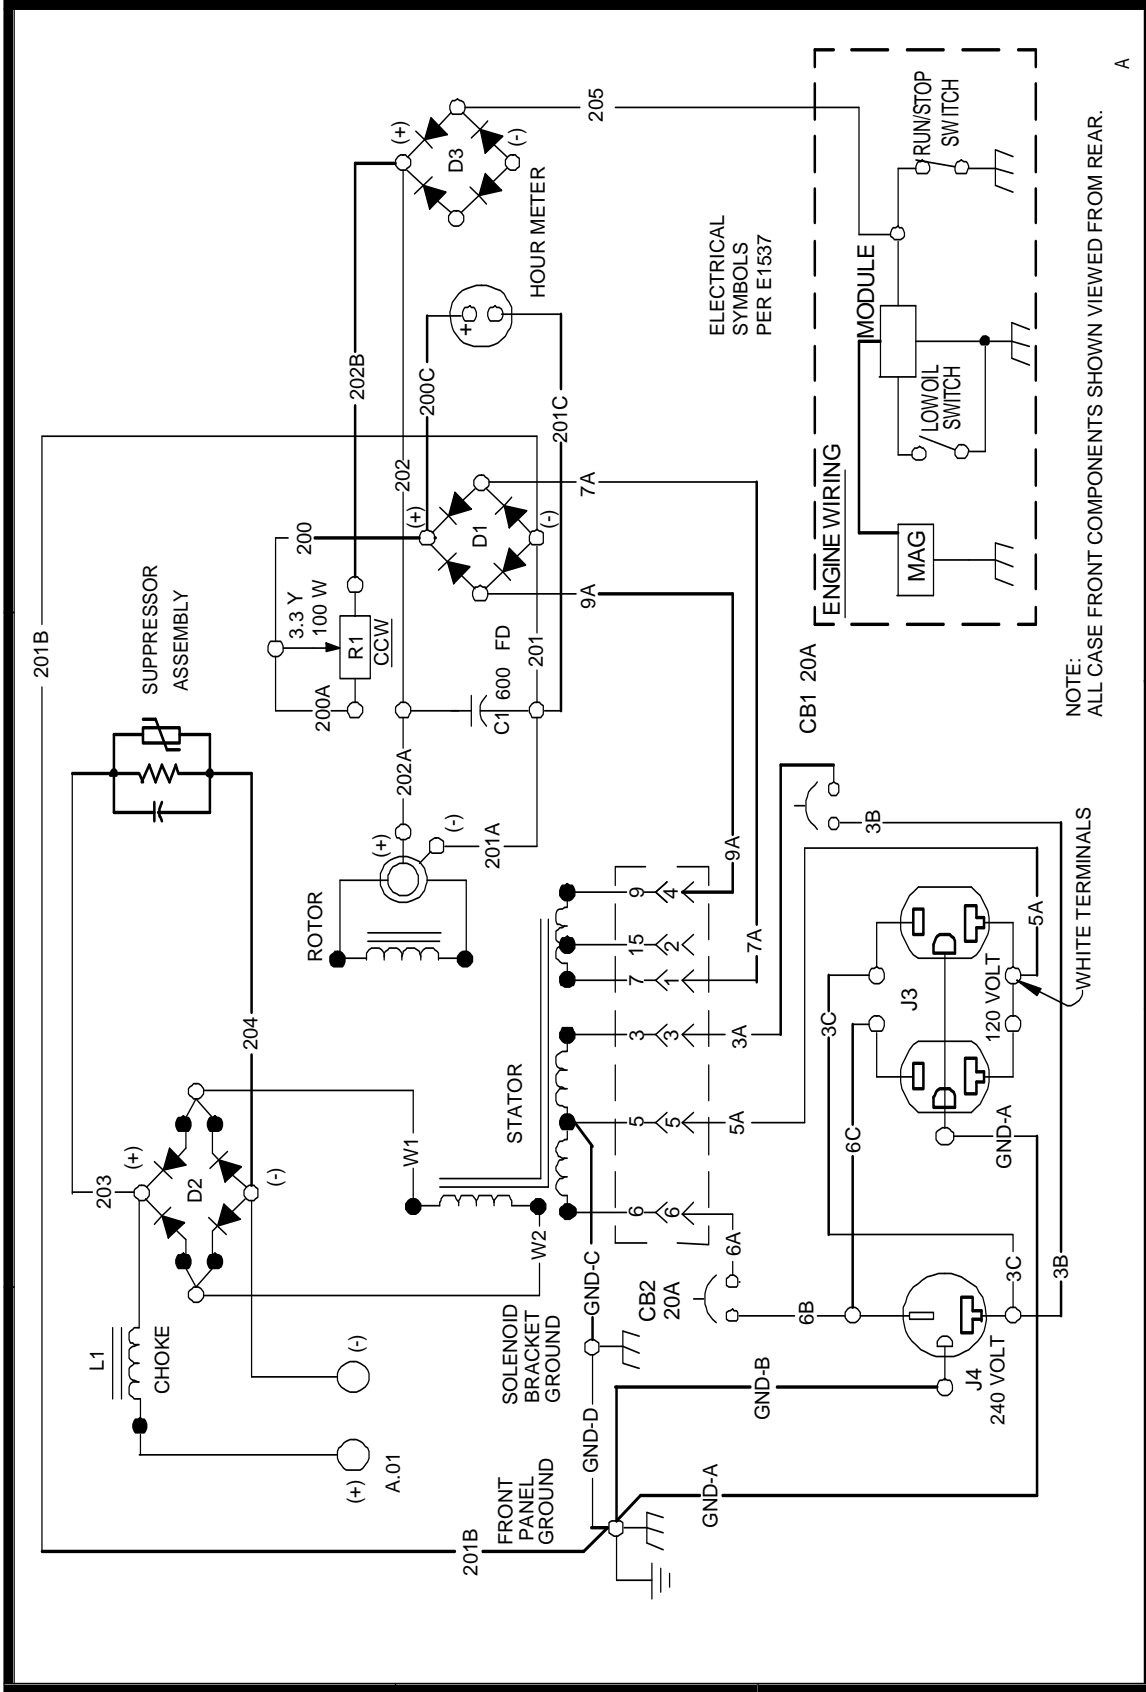 201B
SUPPRESSOR
ASSEMBLY
203
(+)
L1
CHOKE
D2
(-)
204
(+)
(-)
A.01
W1
W2
STATOR
ROTOR
(+)
(-)
202A
201A
200A
3.3 Y
100 W
R1
CCW
200
202B
202
(+)
D1
(-)
200C
201C
C1 600 FD
201
9A
7A
+
HOUR METER
(+)
D3
(-)
205
ELECTRICAL
SYMBOLS
PER E1537
201B
FRONT
PANEL
GROUND
SOLENOID
BRACKET
GROUND
GND-D
GND-C
6
5
3
7
15
9
6
5
3
1
2
4
6A
5A
3A
7A
9A
CB2
20A
6B
GND-A
GND-B
CB1 20A
3B
6C
3C
J4
240 VOLT
3C
3B
GND-A
J3
120 VOLT
5A
WHITE TERMINALS
ENGINE WIRING
MAG
MODULE
LOW OIL
SWITCH
RUN/STOP
SWITCH
NOTE:
ALL CASE FRONT COMPONENTS SHOWN VIEWED FROM REAR.
A